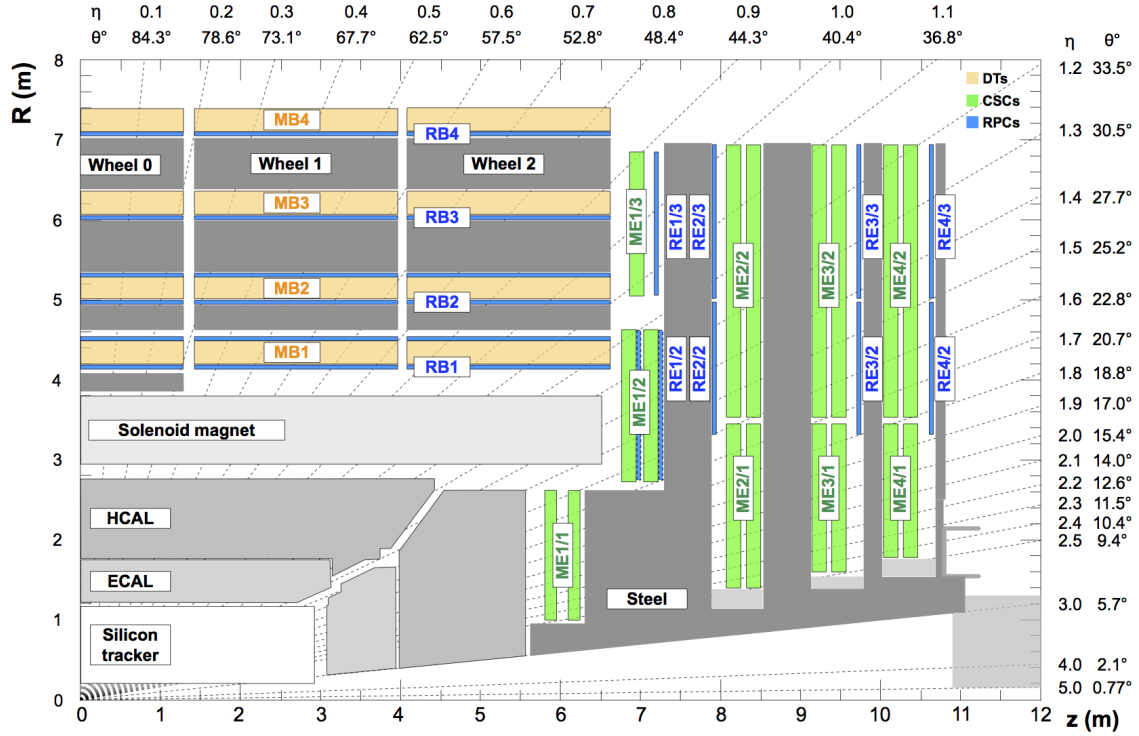 η 0.1 0.2 0.3 0.4 0.5 0.6 0.7 0.8 0.9 1.0 1.1
θ° 84.3° 78.6° 73.1° 67.7° 62.5° 57.5° 52.8° 48.4° 44.3° 40.4° 36.8°
η θ°
1.2 33.5°
1.3 30.5°
1.4 27.7°
1.5 25.2°
1.6 22.8°
1.7 20.7°
1.8 18.8°
1.9 17.0°
2.0 15.4°
2.1 14.0°
2.2 12.6°
2.3 11.5°
2.4 10.4°
2.5 9.4°
3.0 5.7°
4.0 2.1°
5.0 0.77°
R (m)
8
7
6
5
4
3
2
1
0
DTs
CSCs
RPCs
MB4
RB4
Wheel 0 Wheel 1 Wheel 2
MB3
RB3
MB2
RB2
MB1
RB1
ME1/3
RE1/3
RE2/3
ME2/2
ME3/2
RE3/3
ME4/2
RE4/3
ME1/2
RE1/2
RE2/2
RE3/2
RE4/2
Solenoid magnet
HCAL
ECAL
Silicon
tracker
ME1/1
ME2/1
ME3/1
ME4/1
Steel
0 1 2 3 4 5 6 7 8 9 10 11 12
z (m)